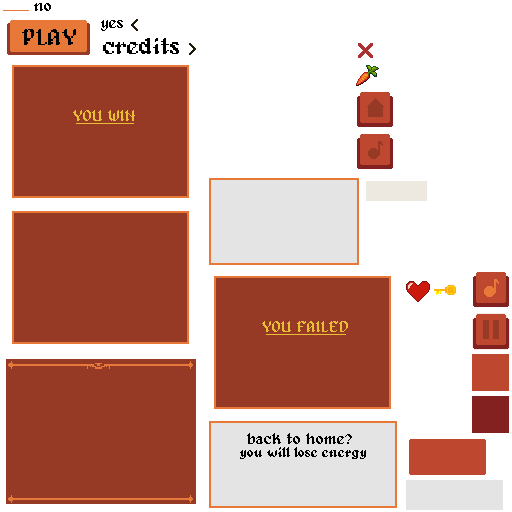 no
PLAY
yes <
credits >
YOU WIN
YOU FAILED
back to home?
you will lose energy